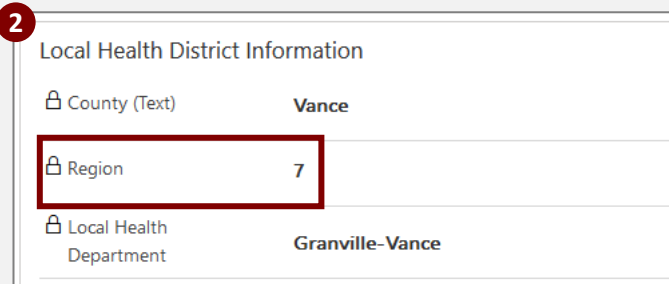 2
Local Health District Information
County (Text) Vance
Region 7
Local Health
Department Granville-Vance